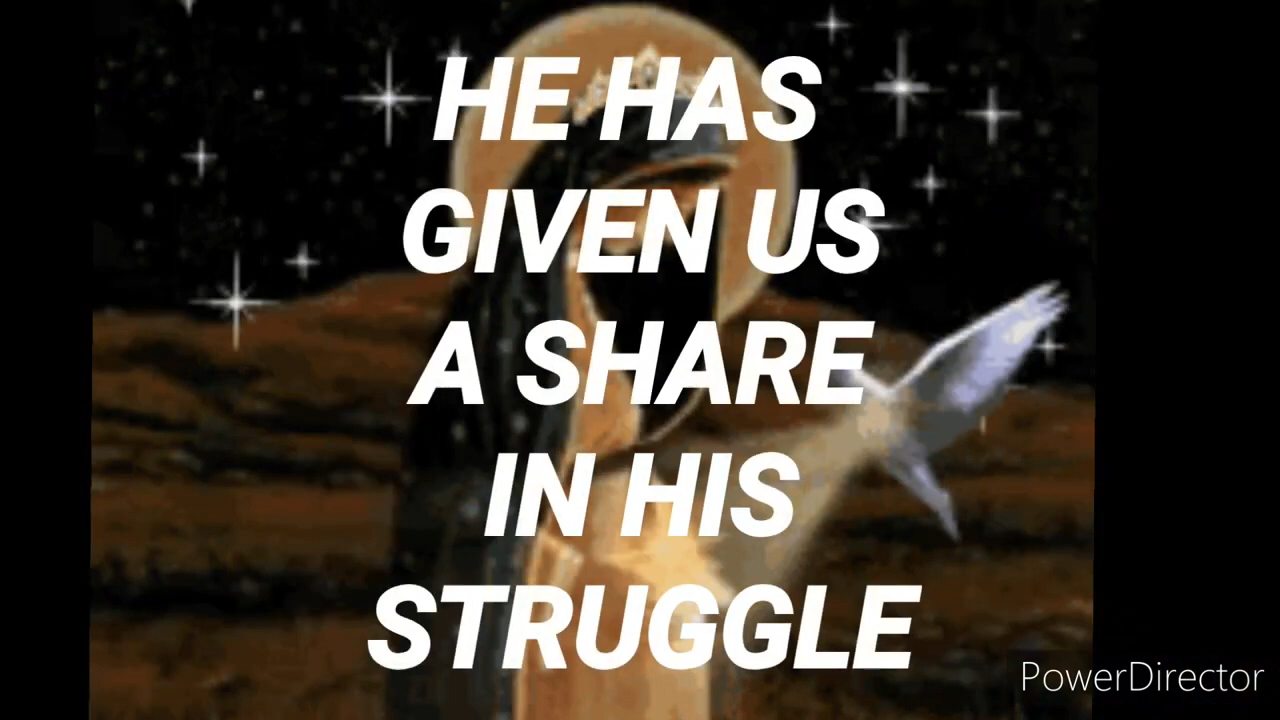 HE HAS
GIVEN US
A SHARE
IN HIS
STRUGGLE
PowerDirector